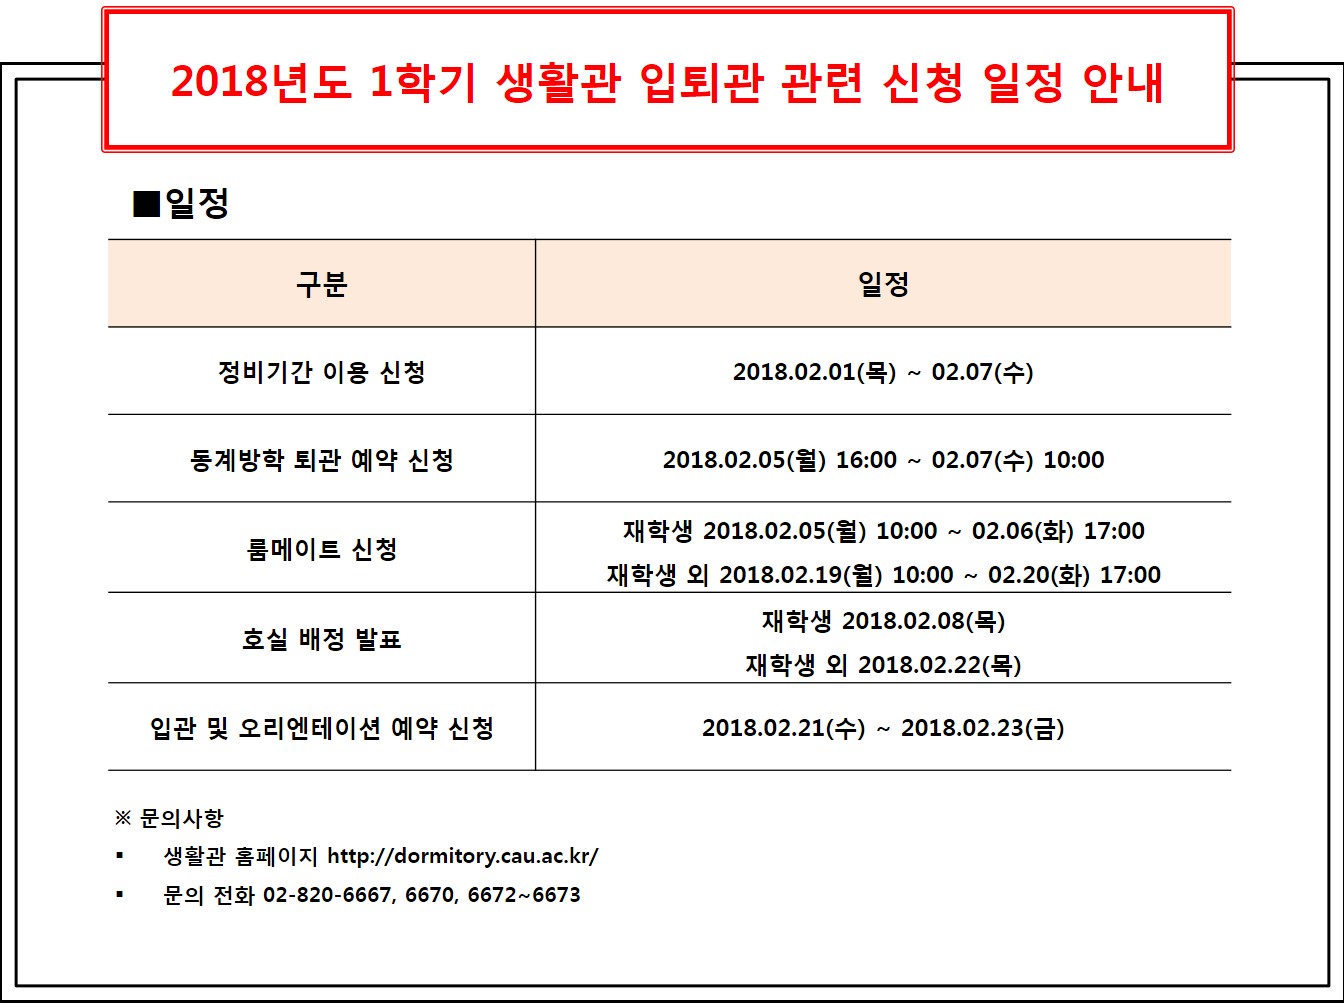 2018년도 1학기 생활관 입퇴관 관련 신청 일정 안내
■일정
구분 일정
정비기간 이용 신청 2018.02.01(목) ~ 02.07(수)
동계방학 퇴관 예약 신청 2018.02.05(월) 16:00 ~ 02.07(수) 10:00
룸메이트 신청
재학생 2018.02.05(월) 10:00 ~ 02.06(화) 17:00
재학생 외 2018.02.19(월) 10:00 ~ 02.20(화) 17:00
호실 배정 발표
재학생 2018.02.08(목)
재학생 외 2018.02.22(목)
입관 및 오리엔테이션 예약 신청 2018.02.21(수) ~ 2018.02.23(금)
※ 문의사항
▪ 생활관 홈페이지 http://dormitory.cau.ac.kr/
▪ 문의 전화 02-820-6667, 6670, 6672~6673